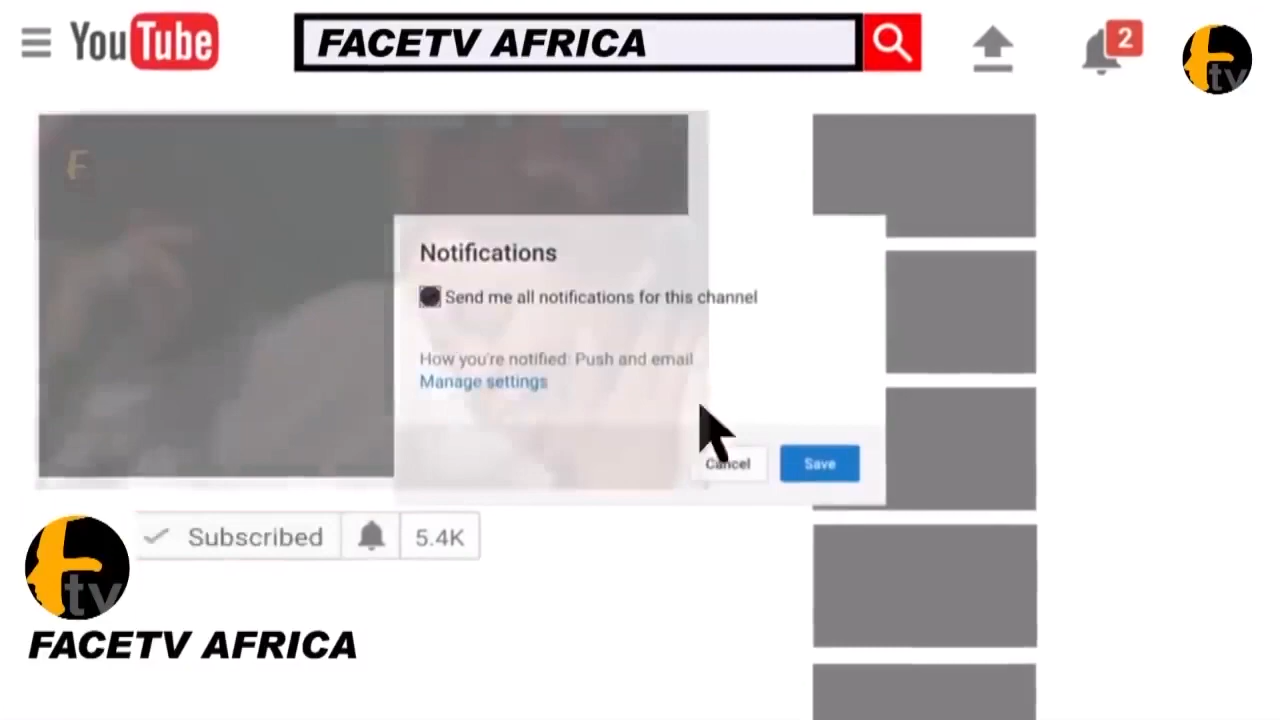 YouTube
FACETV AFRICA
2
tv
F
Notifications
Send me all notifications for this channel
How you're notified: Push and email
Manage settings
Cancel
Save
Subscribed
5.4K
tv
FACETV AFRICA